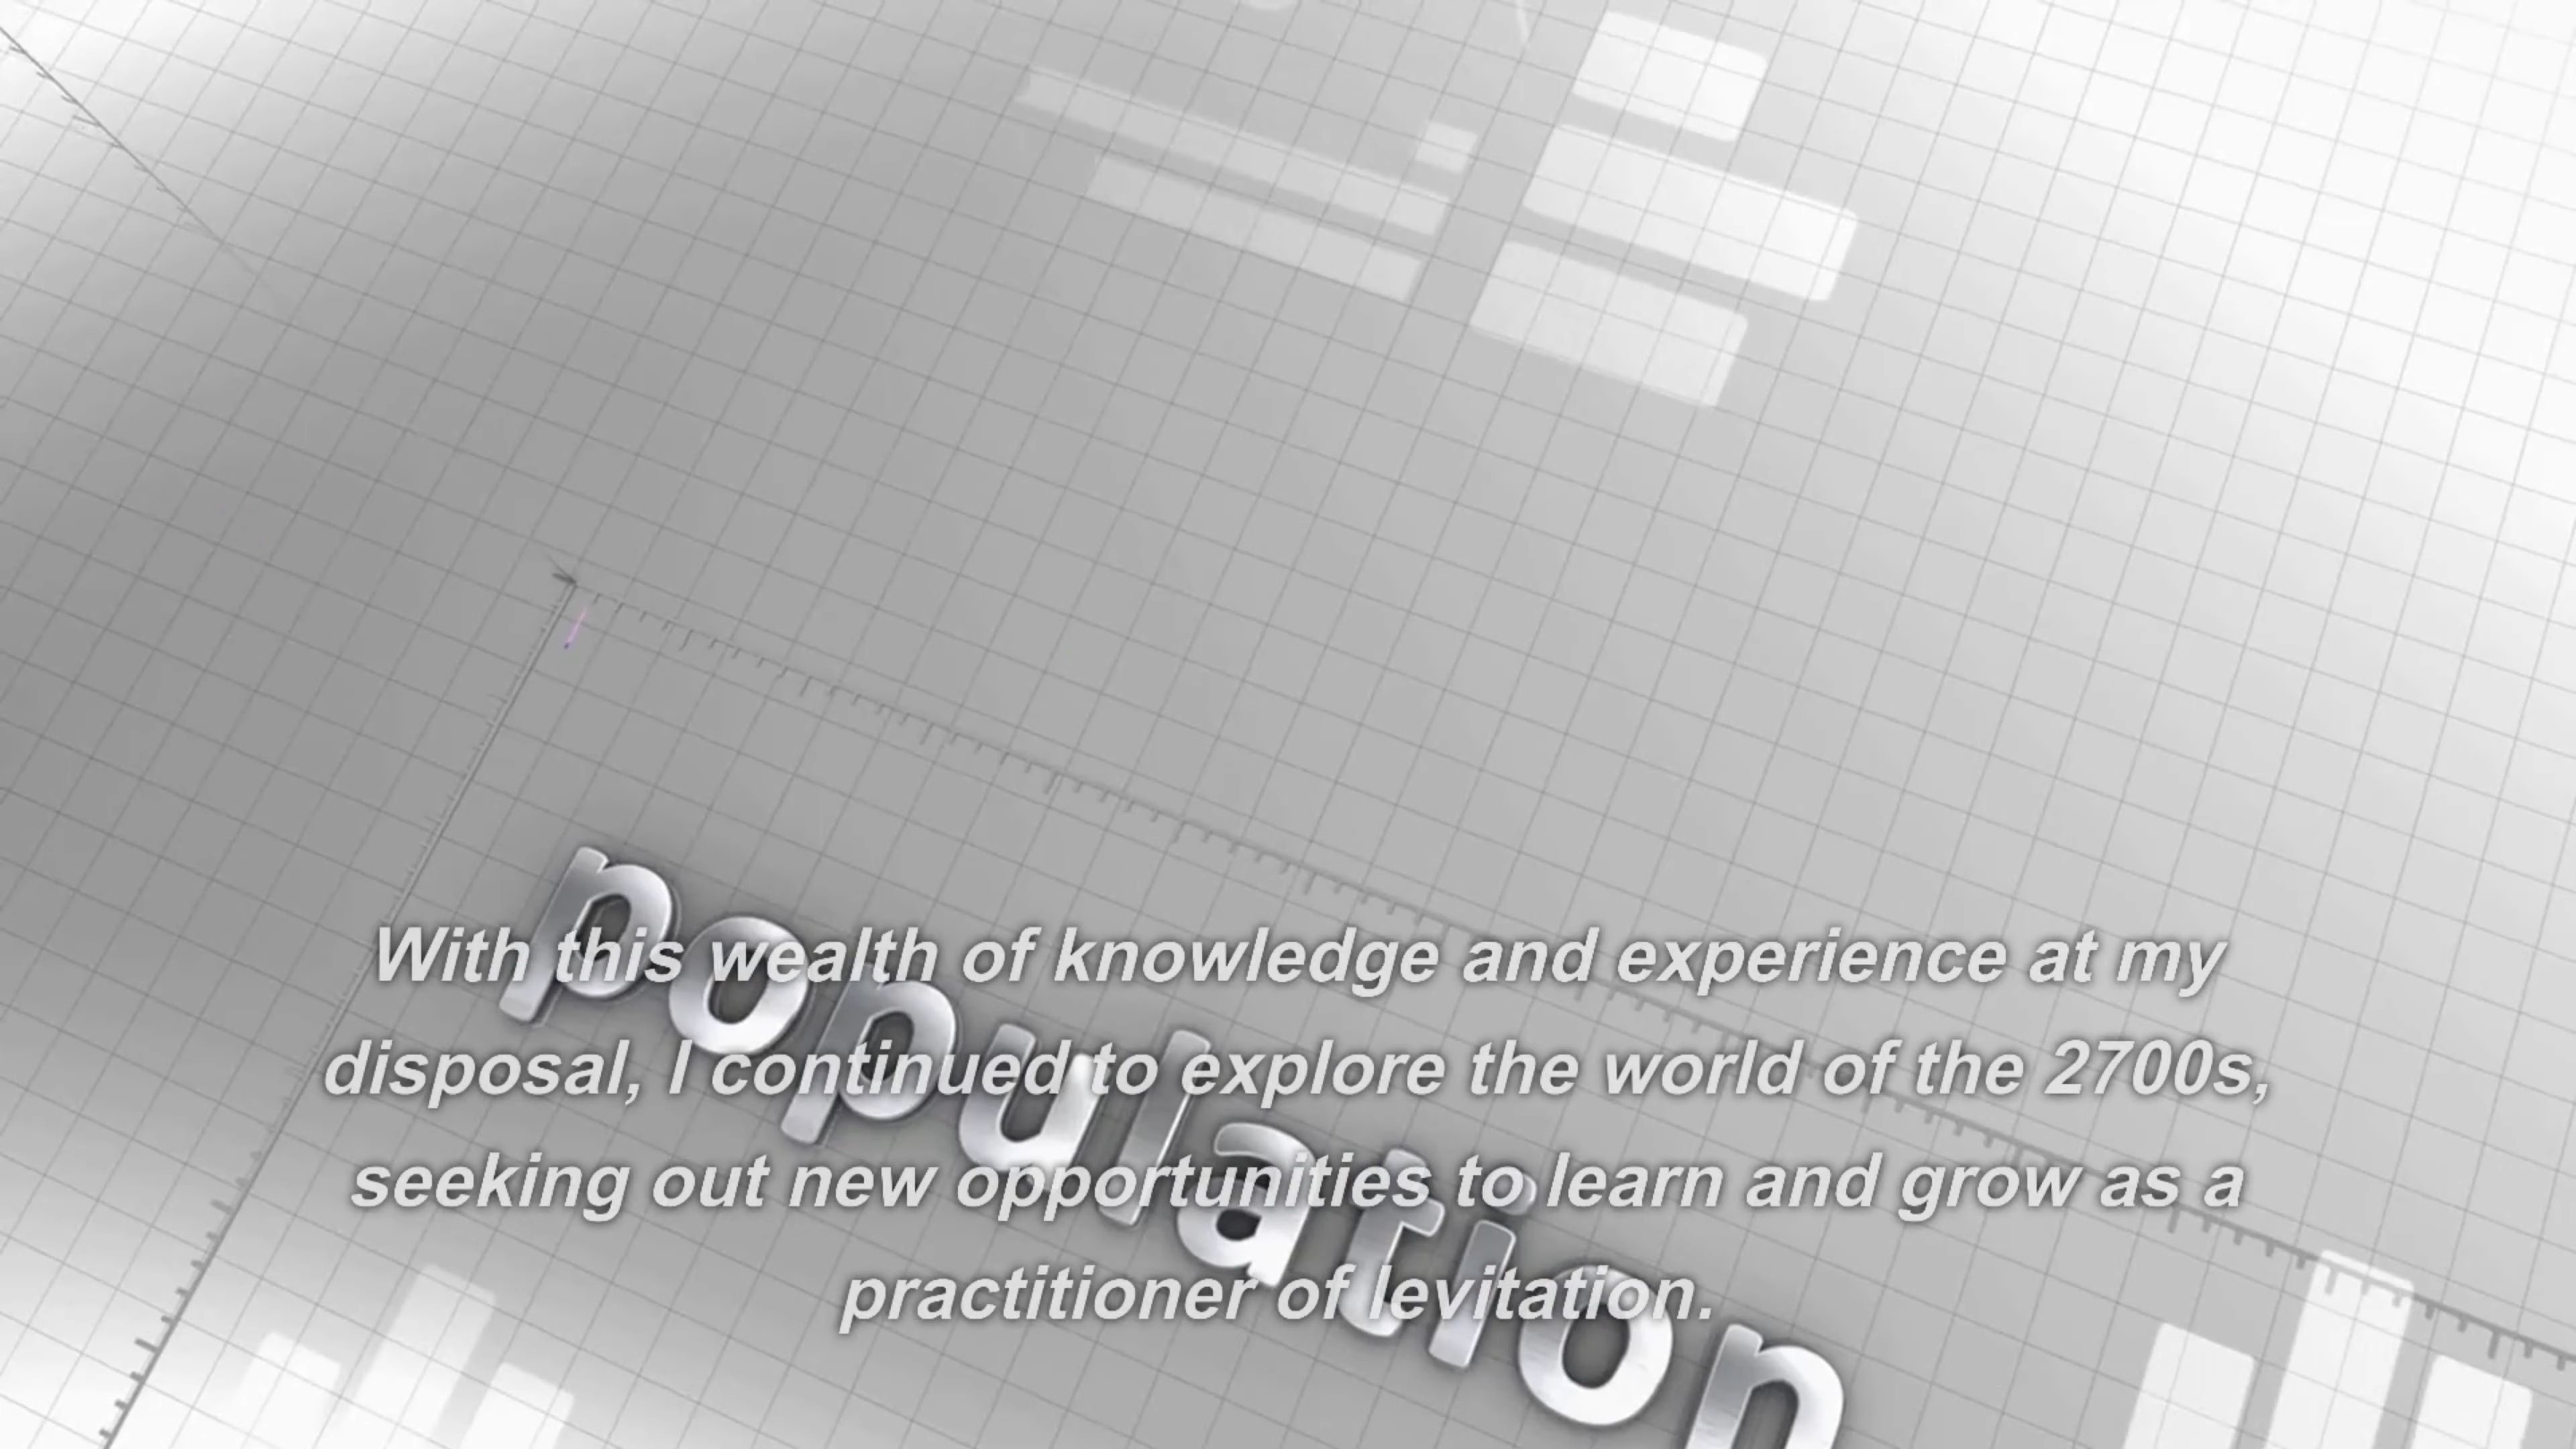 With this wealth of knowledge and experience at my
disposal, I continued to explore the world of the 2700s,
seeking out new opportunities to learn and grow as a
practitioner of levitation.
population